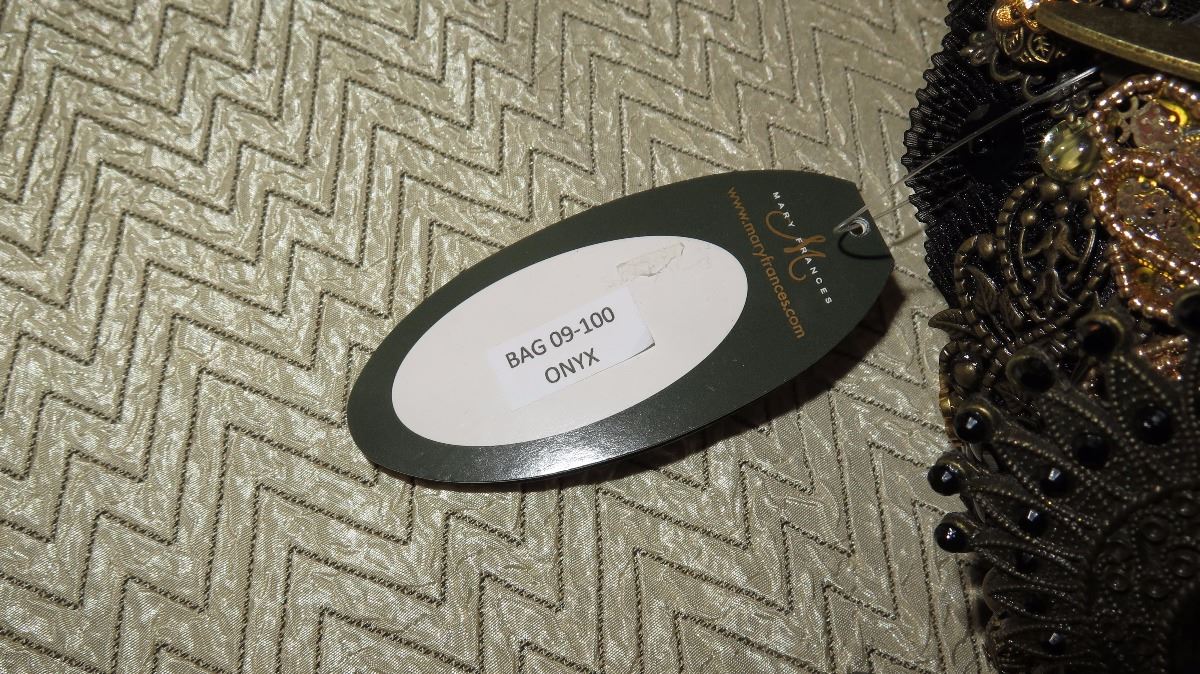 MARY FRANCES
M
www.maryfrances.com
BAG 09-100
ONYX